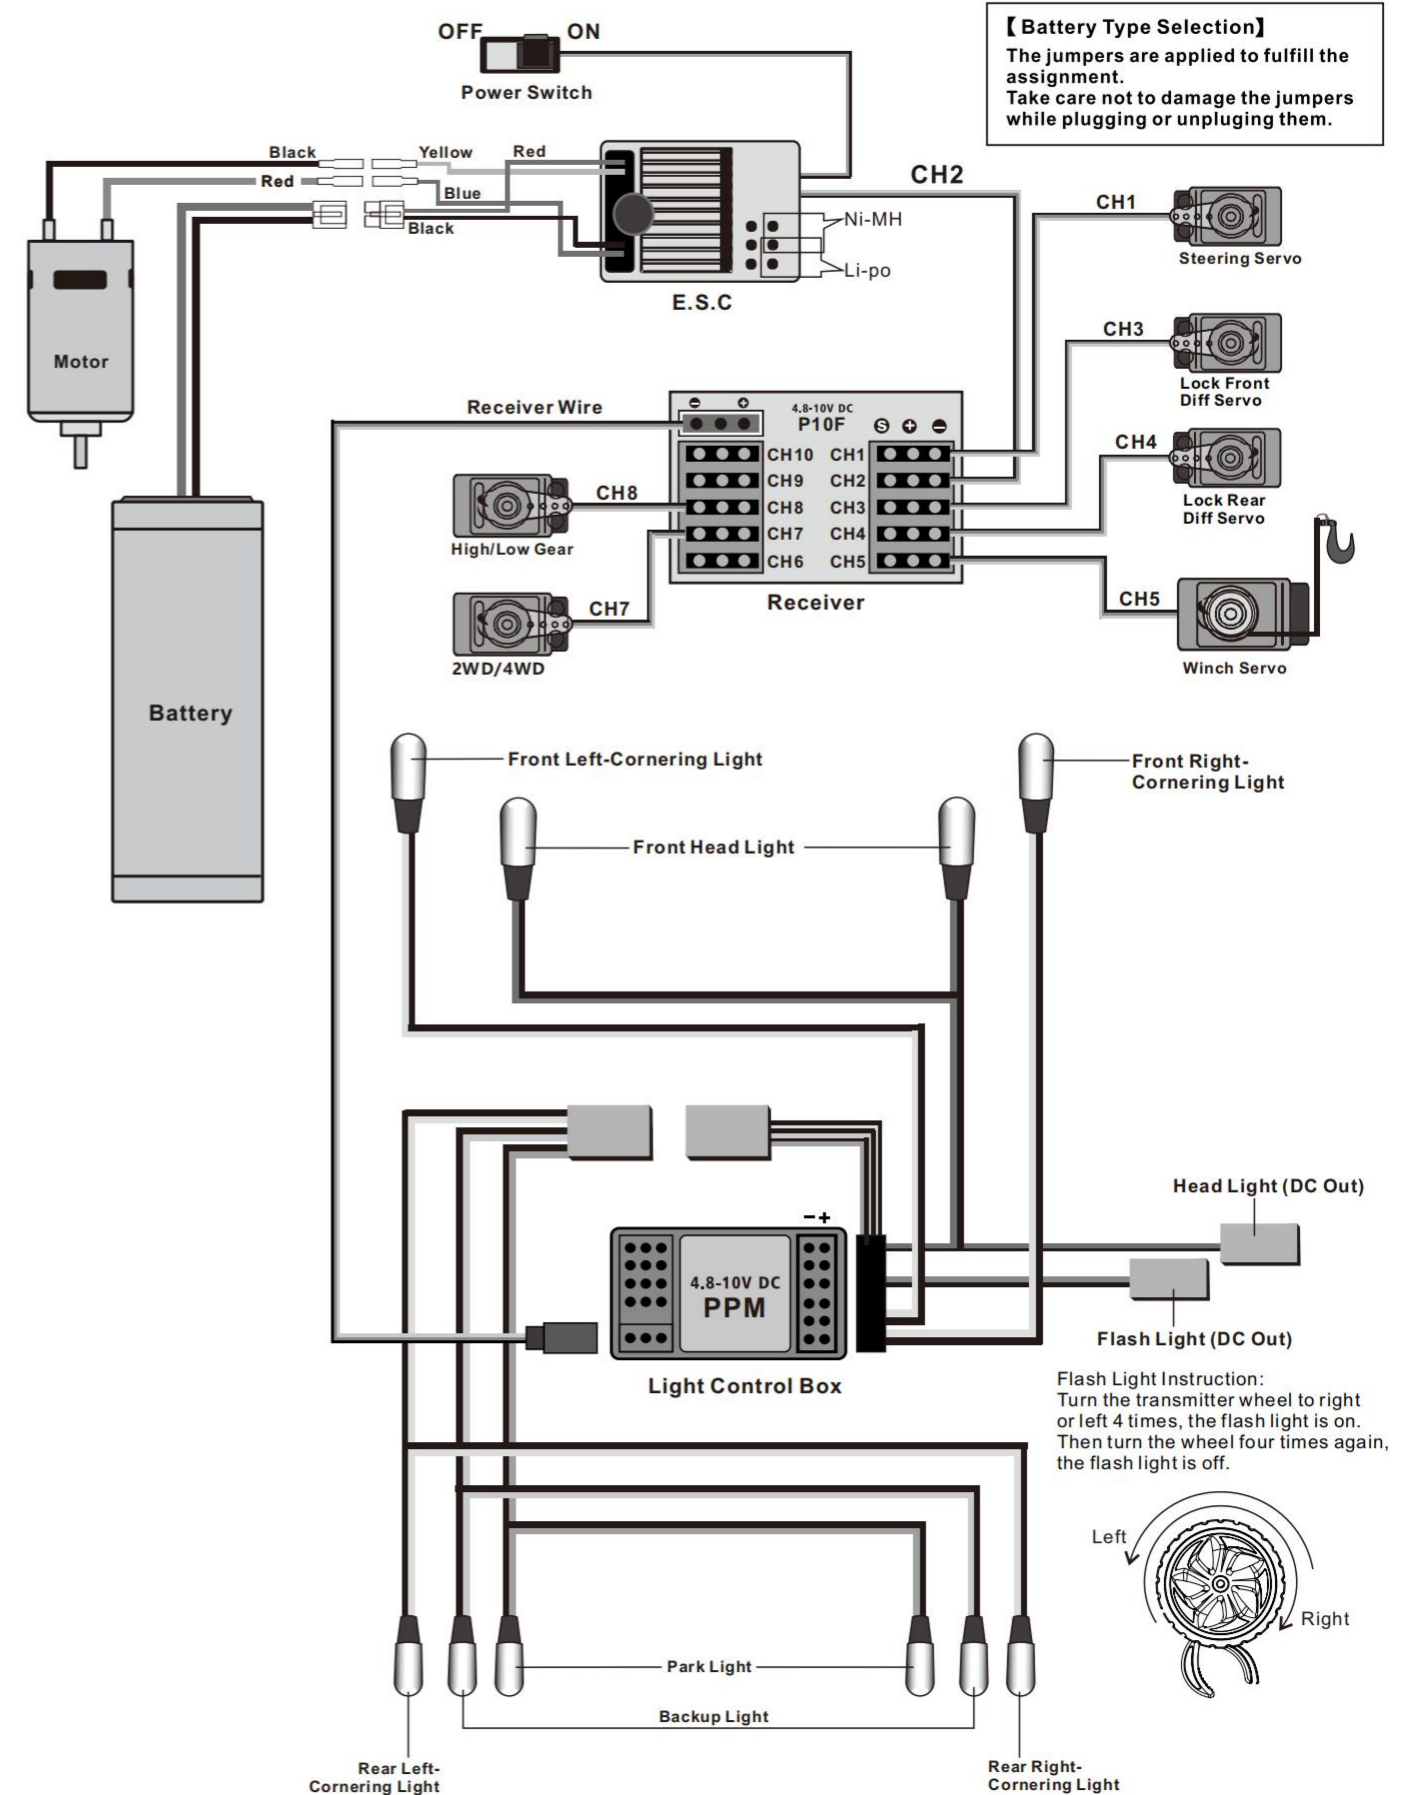 OFF
ON
Power Switch
【Battery Type Selection】
The jumpers are applied to fulfill the
assignment.
Take care not to damage the jumpers
while plugging or unpluging them.
Black
Yellow
Red
Red
Blue
Black
CH2
Ni-MH
Li-po
E.S.C
CH1
Steering Servo
Motor
CH3
Lock Front
Diff Servo
Receiver Wire
4.8-10V DC
P10F
S
CH10 CH1
CH9 CH2
CH8 CH3
CH7 CH4
CH6 CH5
Receiver
CH4
Lock Rear
Diff Servo
CH8
High/Low Gear
CH7
2WD/4WD
CH5
Winch Servo
Battery
Front Left-Cornering Light
Front Right-
Cornering Light
Front Head Light
Head Light (DC Out)
− +
4.8-10V DC
PPM
Light Control Box
Flash Light (DC Out)
Flash Light Instruction:
Turn the transmitter wheel to right
or left 4 times, the flash light is on.
Then turn the wheel four times again,
the flash light is off.
Left
Right
Park Light
Backup Light
Rear Left-
Cornering Light
Rear Right-
Cornering Light